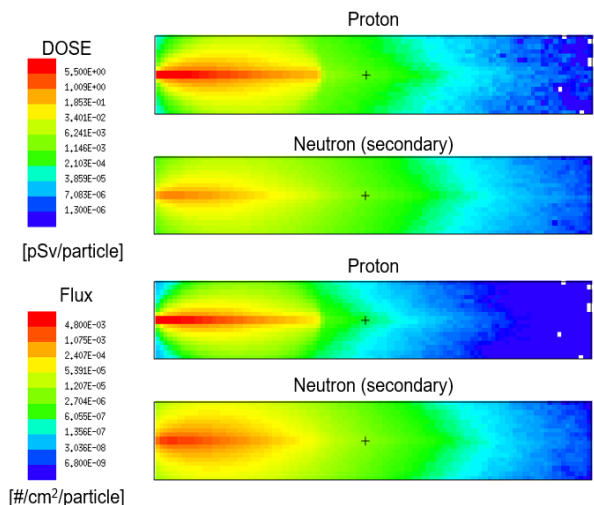 Proton
DOSE
5,500E+00
1,009E+00
1,853E-01
3,401E-02
6,241E-03
1,146E-03
2,103E-04
3,859E-05
7,083E-06
1,300E-06
[pSv/particle]
Neutron (secondary)
Proton
Flux
4,800E-03
1,075E-03
2,407E-04
5,391E-05
1,207E-05
2,704E-06
6,055E-07
1,356E-07
3,036E-08
6,800E-09
[#/cm²/particle]
Neutron (secondary)